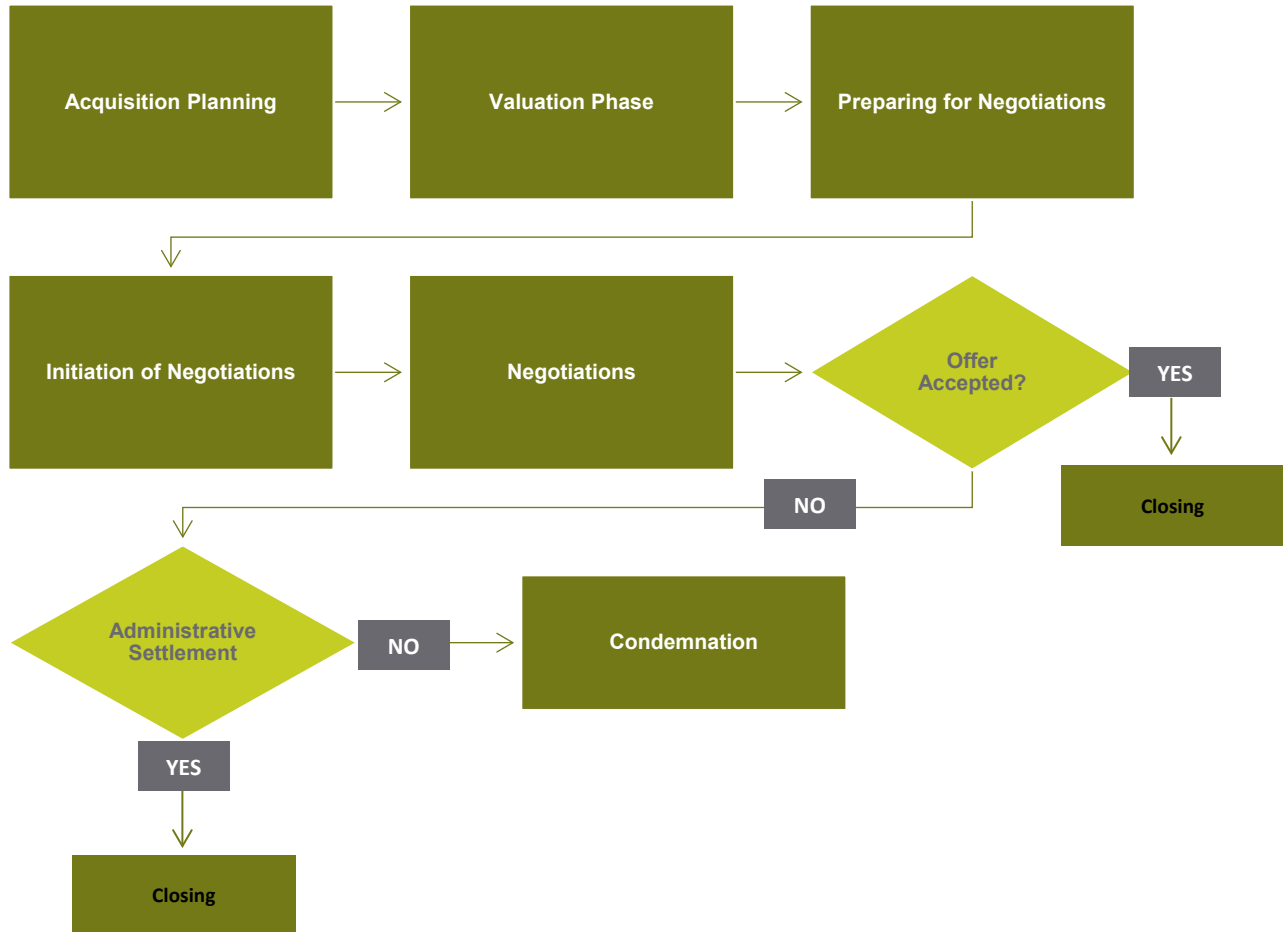 Acquisition Planning
Valuation Phase
Preparing for Negotiations
Initiation of Negotiations
Negotiations
Offer
Accepted?
YES
Closing
NO
Administrative
Settlement
NO
Condemnation
YES
Closing